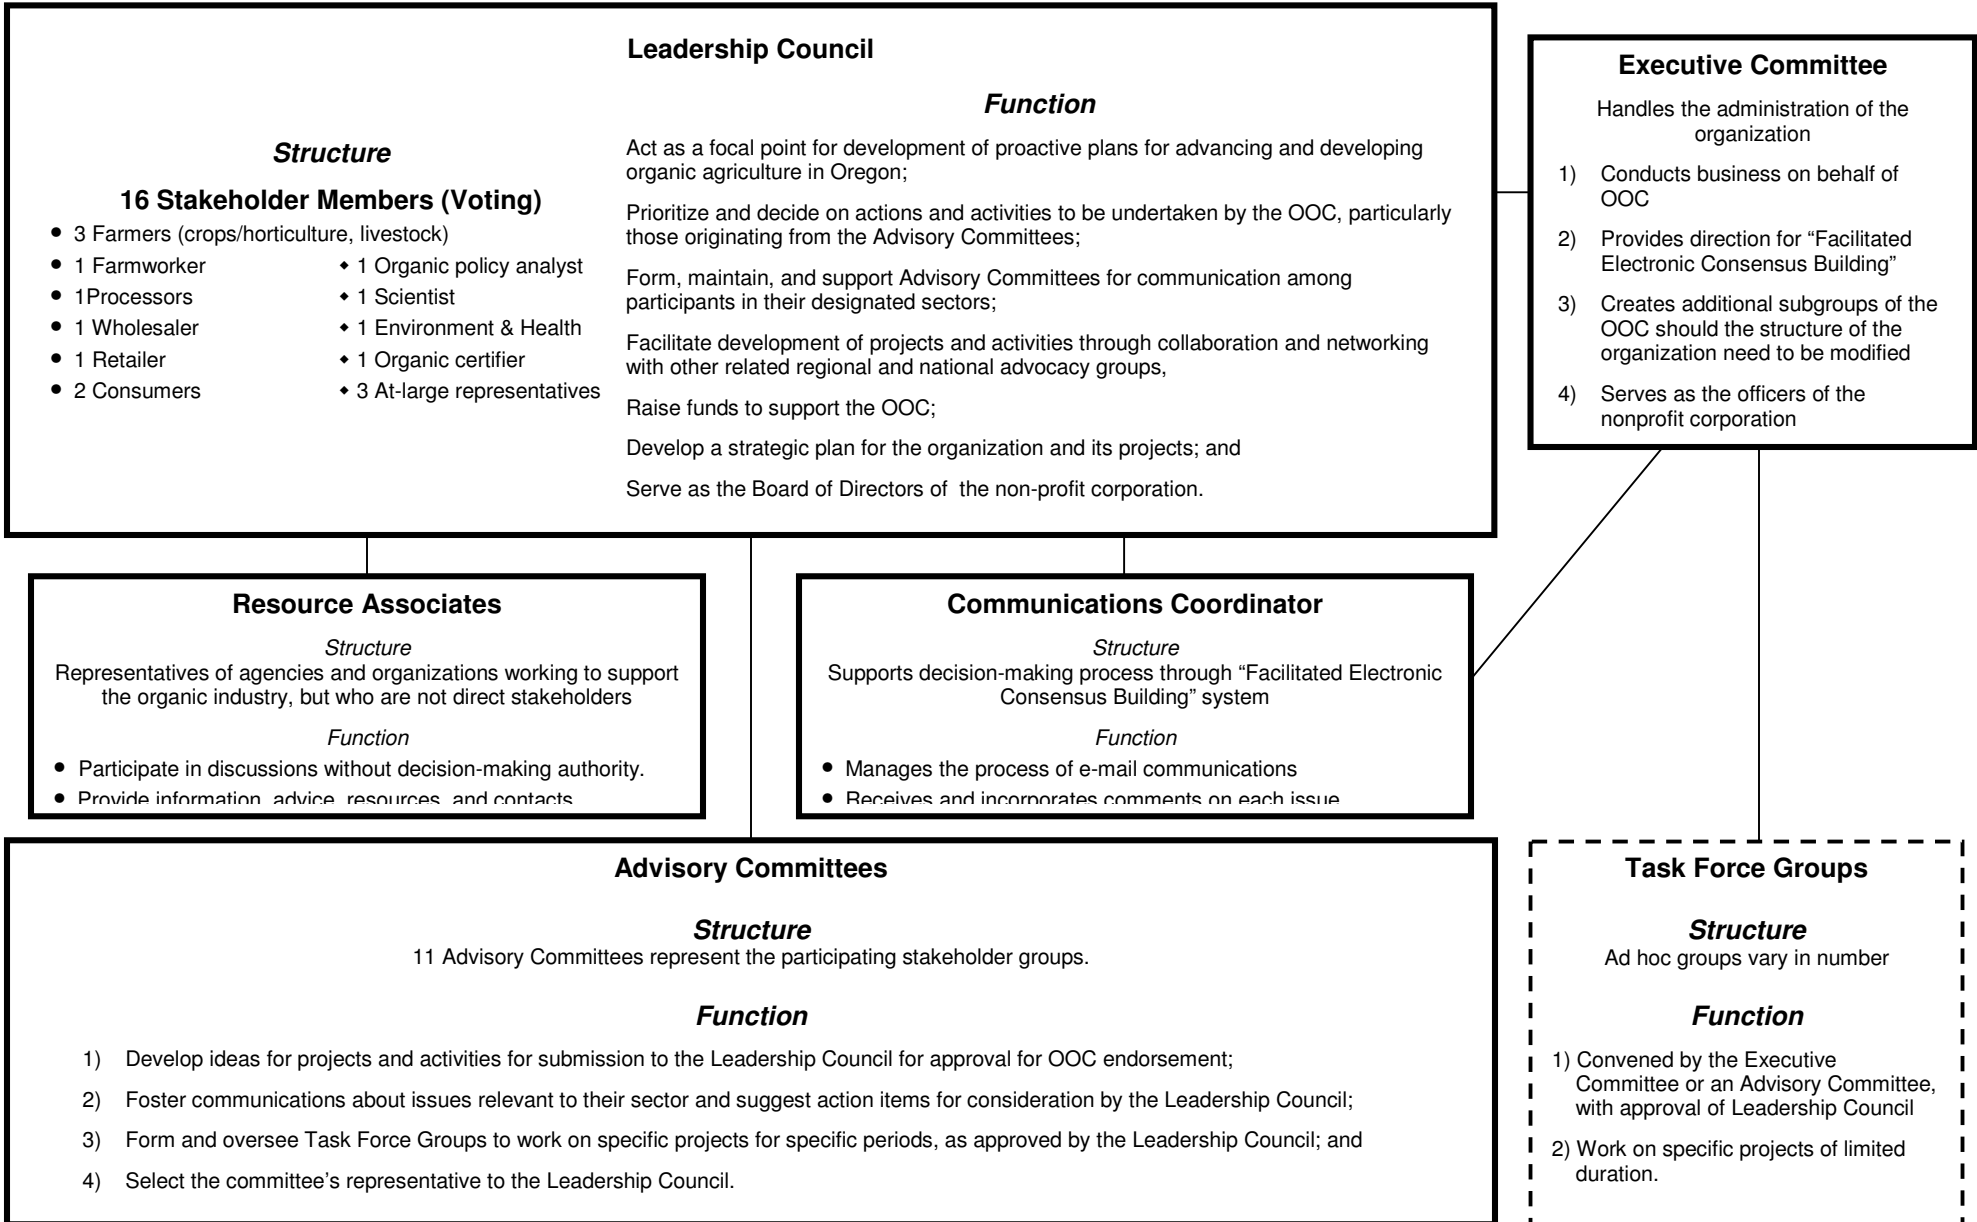 Leadership Council
Structure
16 Stakeholder Members (Voting)
• 3 Farmers (crops/horticulture, livestock)
• 1 Farmworker
• 1Processors
• 1 Wholesaler
• 1 Retailer
• 2 Consumers
◆ 1 Organic policy analyst
◆ 1 Scientist
◆ 1 Environment & Health
◆ 1 Organic certifier
◆ 3 At-large representatives
Function
Act as a focal point for development of proactive plans for advancing and developing
organic agriculture in Oregon;
Prioritize and decide on actions and activities to be undertaken by the OOC, particularly
those originating from the Advisory Committees;
Form, maintain, and support Advisory Committees for communication among
participants in their designated sectors;
Facilitate development of projects and activities through collaboration and networking
with other related regional and national advocacy groups,
Raise funds to support the OOC;
Develop a strategic plan for the organization and its projects; and
Serve as the Board of Directors of the non-profit corporation.
Executive Committee
Handles the administration of the
organization
1) Conducts business on behalf of
OOC
2) Provides direction for “Facilitated
Electronic Consensus Building”
3) Creates additional subgroups of the
OOC should the structure of the
organization need to be modified
4) Serves as the officers of the
nonprofit corporation
Resource Associates
Structure
Representatives of agencies and organizations working to support
the organic industry, but who are not direct stakeholders
Function
• Participate in discussions without decision-making authority.
• Provide information, advice, resources, and contacts
Communications Coordinator
Structure
Supports decision-making process through “Facilitated Electronic
Consensus Building” system
Function
• Manages the process of e-mail communications
• Receives and incorporates comments on each issue
Advisory Committees
Structure
11 Advisory Committees represent the participating stakeholder groups.
Function
1) Develop ideas for projects and activities for submission to the Leadership Council for approval for OOC endorsement;
2) Foster communications about issues relevant to their sector and suggest action items for consideration by the Leadership Council;
3) Form and oversee Task Force Groups to work on specific projects for specific periods, as approved by the Leadership Council; and
4) Select the committee’s representative to the Leadership Council.
Task Force Groups
Structure
Ad hoc groups vary in number
Function
1) Convened by the Executive
Committee or an Advisory Committee,
with approval of Leadership Council
2) Work on specific projects of limited
duration.